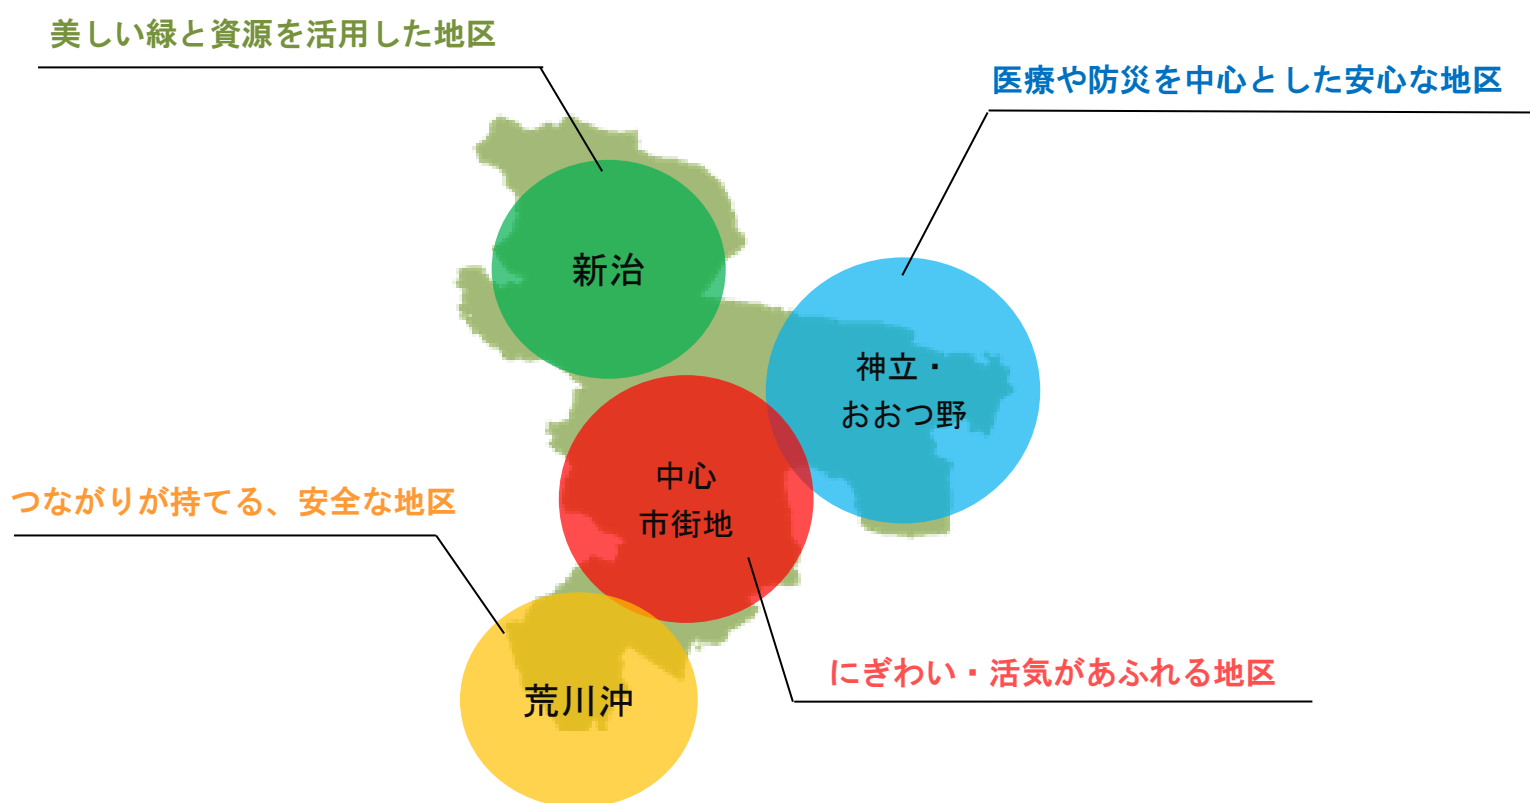 美しい緑と資源を活用した地区
医療や防災を中心とした安心な地区
新治
神立・
おおつ野
中心
市街地
つながりが持てる、安全な地区
にぎわい・活気があふれる地区
荒川沖